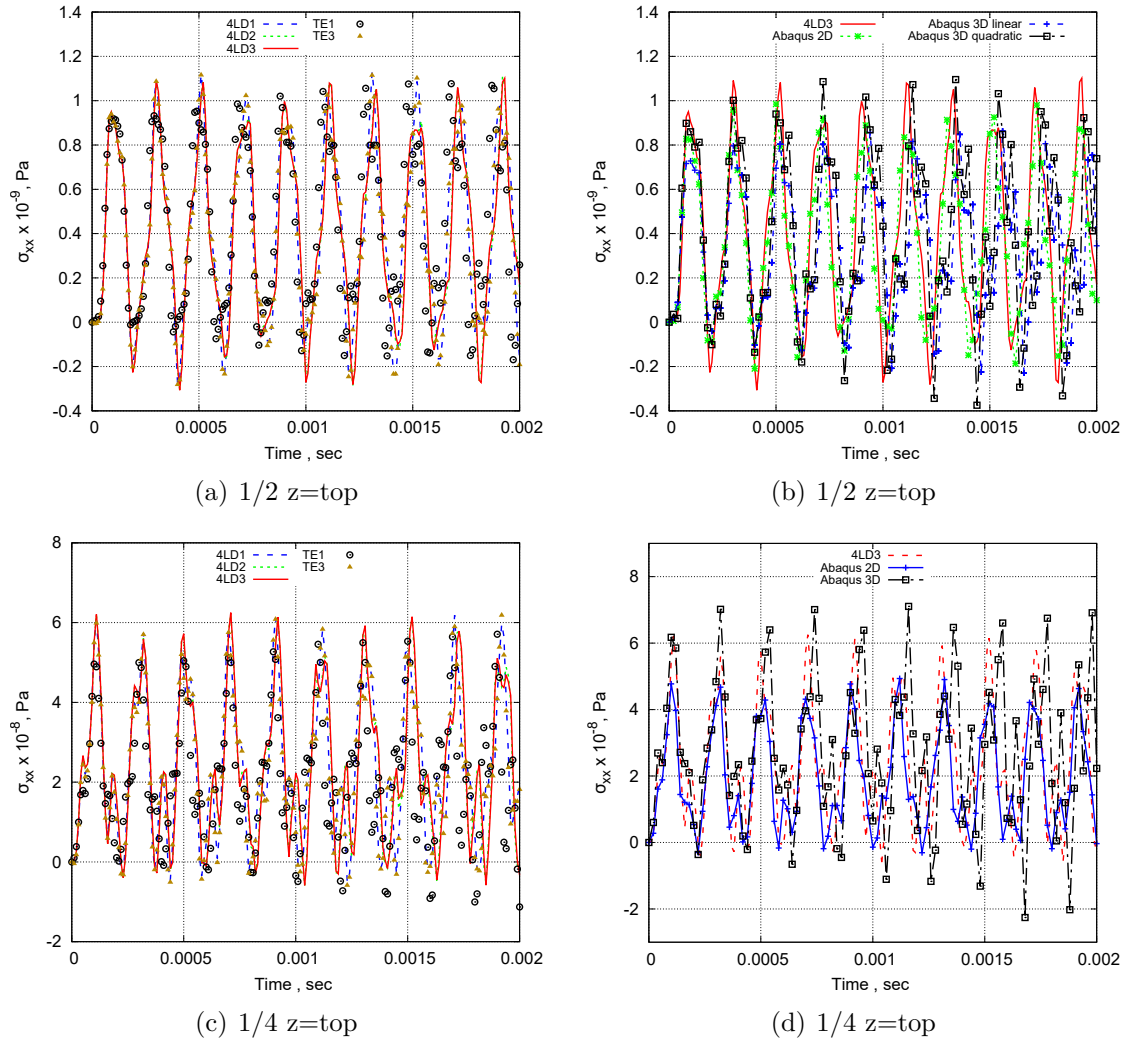 4LD1
4LD2
4LD3
TE1
TE3
1.4
1.2
1
0.8
0.6
0.4
0.2
0
-0.2
-0.4
σxx x 10⁻⁹, Pa
0 0.0005 0.001 0.0015 0.002
Time , sec
(a) 1/2 z=top
4LD3
Abaqus 2D
Abaqus 3D linear
Abaqus 3D quadratic
1.4
1.2
1
0.8
0.6
0.4
0.2
0
-0.2
-0.4
σxx x 10⁻⁹, Pa
0 0.0005 0.001 0.0015 0.002
Time , sec
(b) 1/2 z=top
4LD1
4LD2
4LD3
TE1
TE3
8
6
4
2
0
-2
σxx x 10⁻⁸, Pa
0 0.0005 0.001 0.0015 0.002
Time , sec
(c) 1/4 z=top
4LD3
Abaqus 2D
Abaqus 3D
8
6
4
2
0
-2
σxx x 10⁻⁸, Pa
0 0.0005 0.001 0.0015 0.002
Time , sec
(d) 1/4 z=top